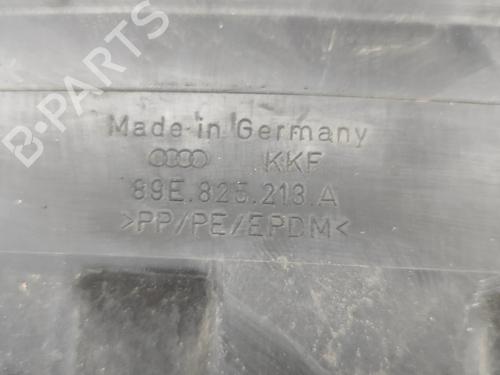 B-PARTS
Made in Germany
KKF
89E.825.213.A
>PP/PE/EPDM<